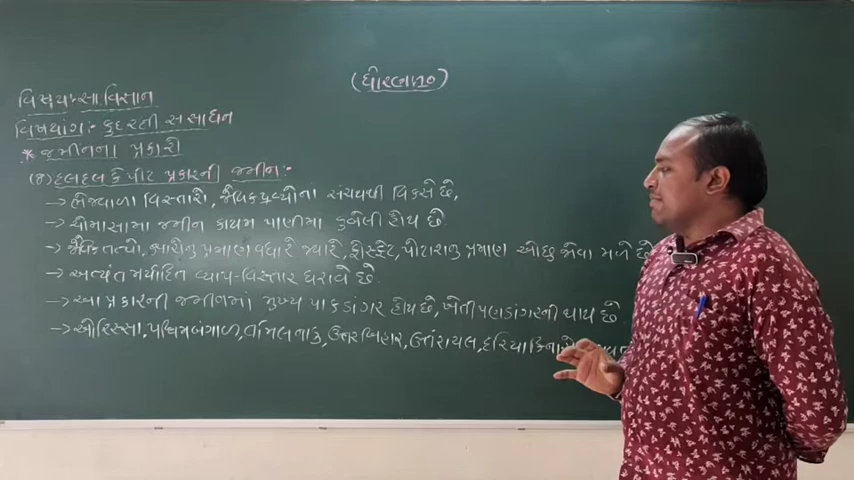 (ધોરણ:-૧૦)
વિષય:-સા.વિજ્ઞાન
વિષયાંગ:- કુદરતી સંસાધન
* જમીનના પ્રકારો
(૭) દલદલ કે પીટ પ્રકારની જમીન:-
→ ભેજવાળા વિસ્તારો, જૈવિકદ્રવ્યોના સંચયથી વિકસે છે,
→ ચોમાસામાં જમીન કાયમ પાણીમાં ડુબેલી હોય છે.
→ જૈવિકતત્વો, ક્ષારોનુ પ્રમાણ વધારે જ્યારે, ફોસ્ફેટ, પોટાશનુ પ્રમાણ ઓછુ જોવા મળે છે
→ અત્યંત મર્યાદિત વ્યાપ-વિસ્તાર ધરાવે છે.
→ આ પ્રકારની જમીનમાં મુખ્ય પાક ડાંગર હોય છે, ખેતી પણ ડાંગરની થાય છે
→ ઓરિસ્સા, પશ્ચિમબંગાળ, તમિલનાડુ, ઉત્તરબિહાર, ઉત્તરાંચલ, દરિયાકિના